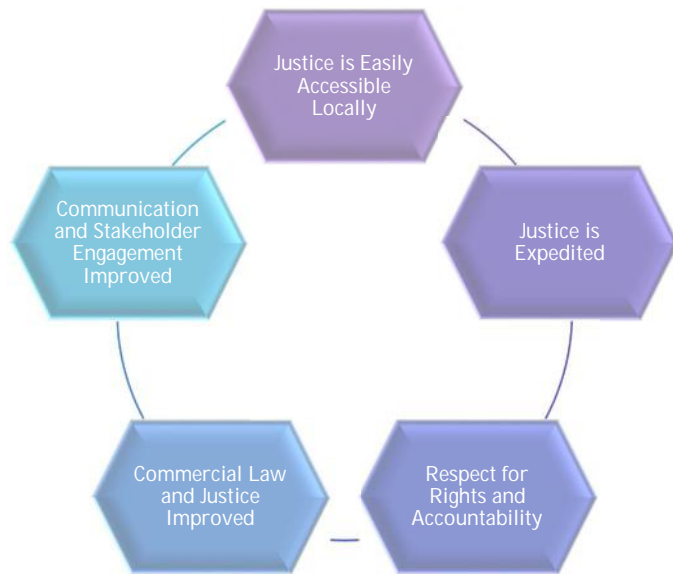 Justice is Easily
Accessible
Locally
Justice is
Expedited
Respect for
Rights and
Accountability
Commercial Law
and Justice
Improved
Communication
and Stakeholder
Engagement
Improved